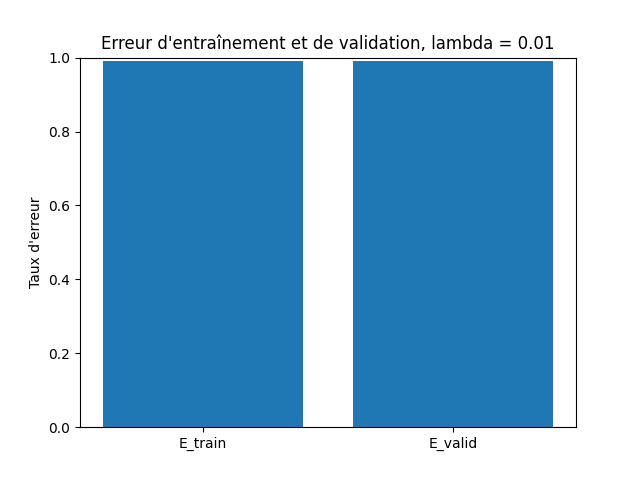 Erreur d'entraînement et de validation, lambda = 0.01
1.0
0.8
0.6
0.4
0.2
0.0
Taux d'erreur
E_train
E_valid